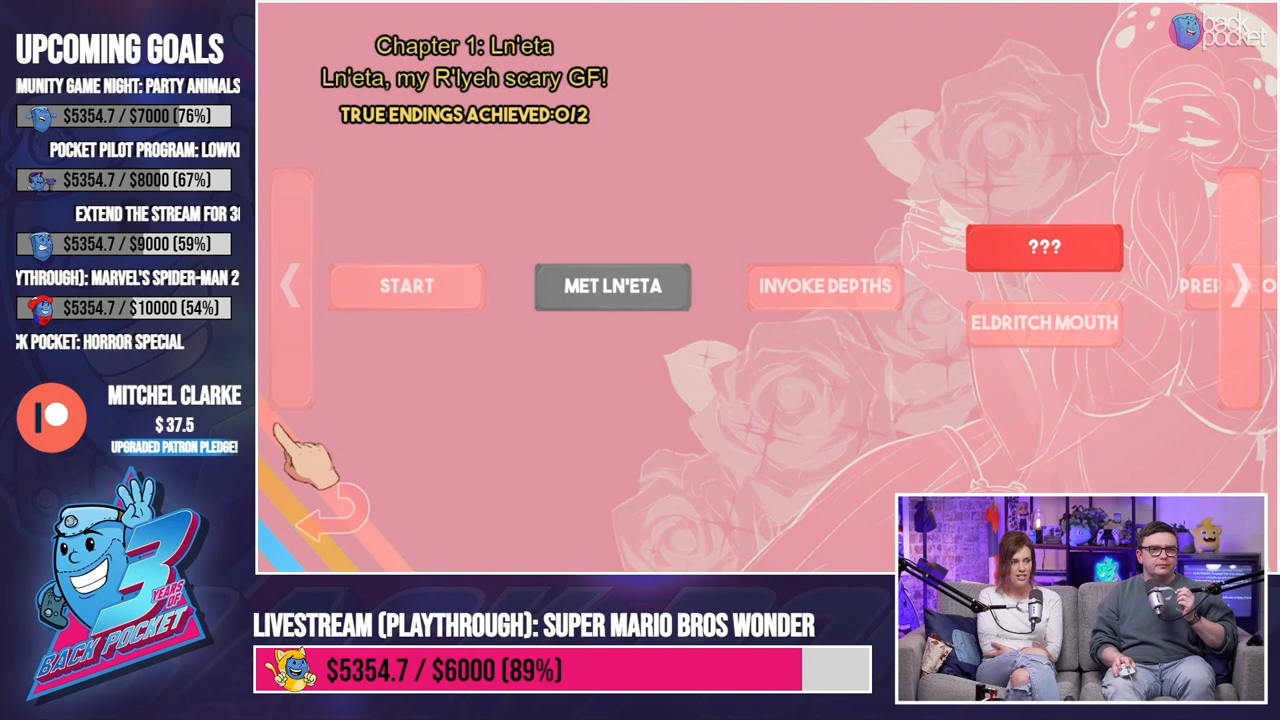 UPCOMING GOALS
MUNITY GAME NIGHT: PARTY ANIMALS
$5354.7 / $7000 (76%)
POCKET PILOT PROGRAM: LOWKI
$5354.7 / $8000 (67%)
EXTEND THE STREAM FOR 30
$5354.7 / $9000 (59%)
YTHROUGH): MARVEL'S SPIDER-MAN 2
$5354.7 / $10000 (54%)
CK POCKET: HORROR SPECIAL
MITCHEL CLARKE
$ 37.5
UPGRADED PATRON PLEDGE!
3
YEARS OF
BACK POCKET
back pocket
Chapter 1: Ln'eta
Ln'eta, my R'lyeh scary GF!
TRUE ENDINGS ACHIEVED:0/2
START
MET LN'ETA
INVOKE DEPTHS
???
ELDRITCH MOUTH
LIVESTREAM (PLAYTHROUGH): SUPER MARIO BROS WONDER
$5354.7 / $6000 (89%)